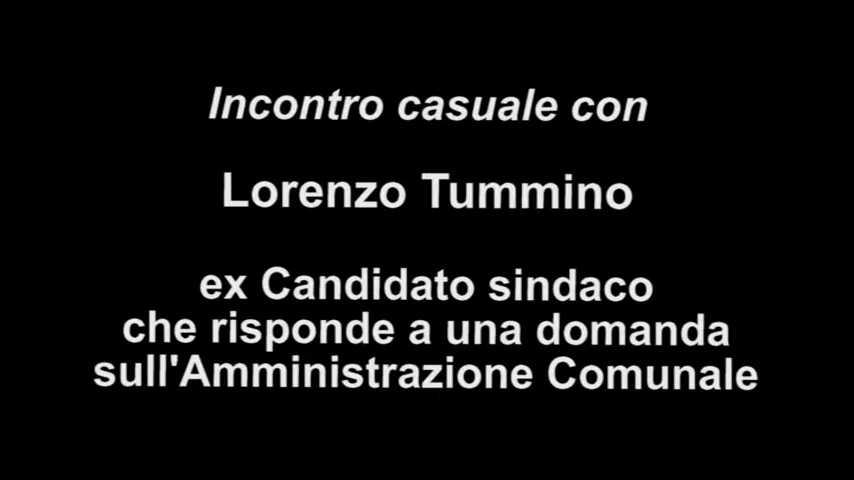 Incontro casuale con
Lorenzo Tummino
ex Candidato sindaco
che risponde a una domanda
sull'Amministrazione Comunale